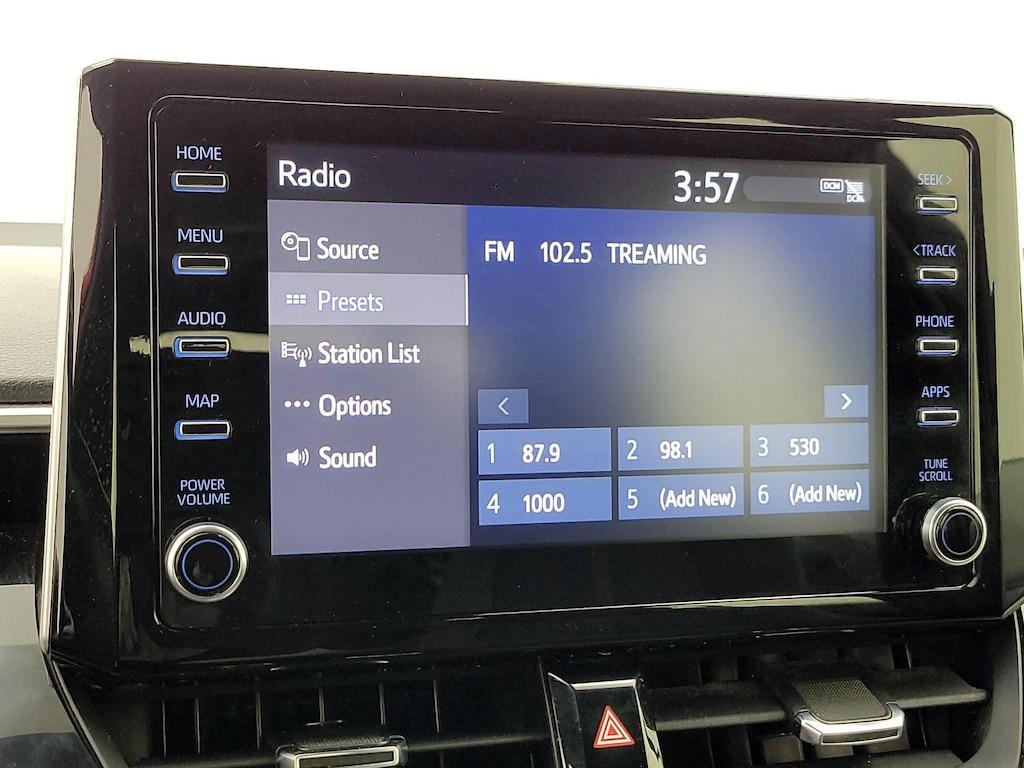 HOME
MENU
AUDIO
MAP
POWER
VOLUME
Radio
3:57
DCM
DCM
Source
Presets
Station List
Options
Sound
FM 102.5 TREAMING
<
>
1 87.9
2 98.1
3 530
4 1000
5 (Add New)
6 (Add New)
SEEK>
<TRACK
PHONE
APPS
TUNE
SCROLL